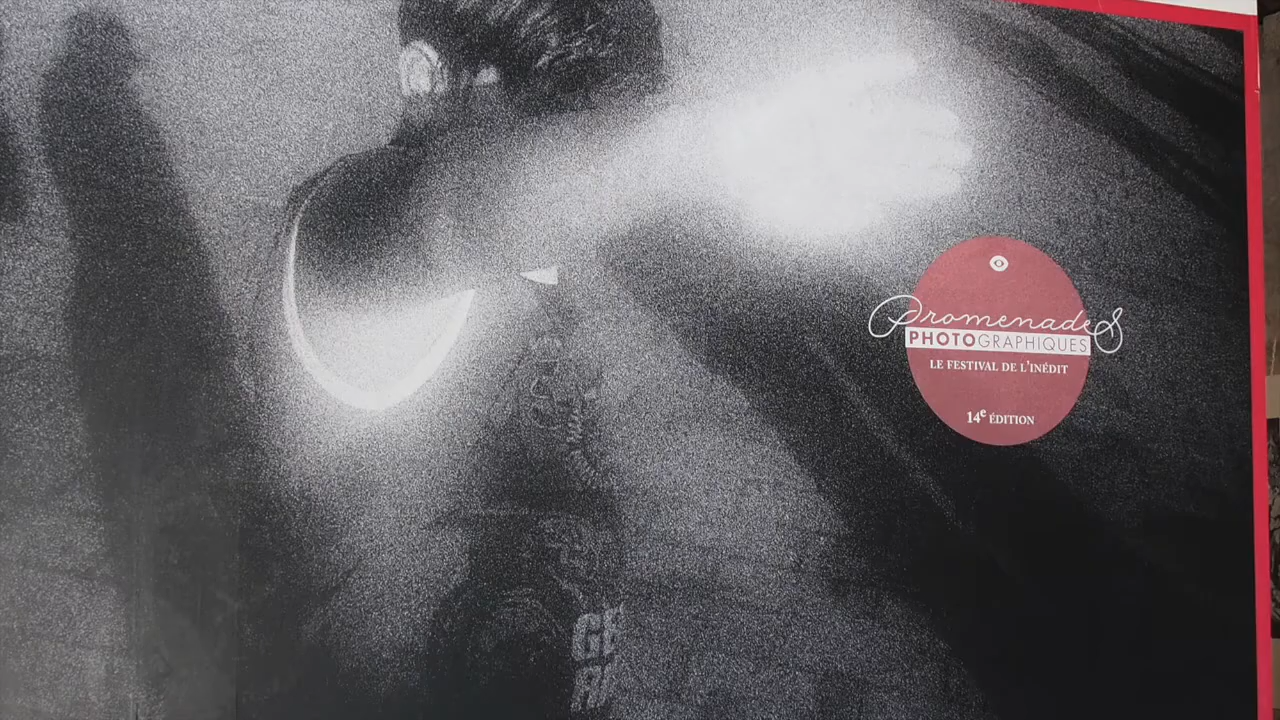 Promenades
PHOTOGRAPHIQUES
LE FESTIVAL DE L'INÉDIT
14e ÉDITION